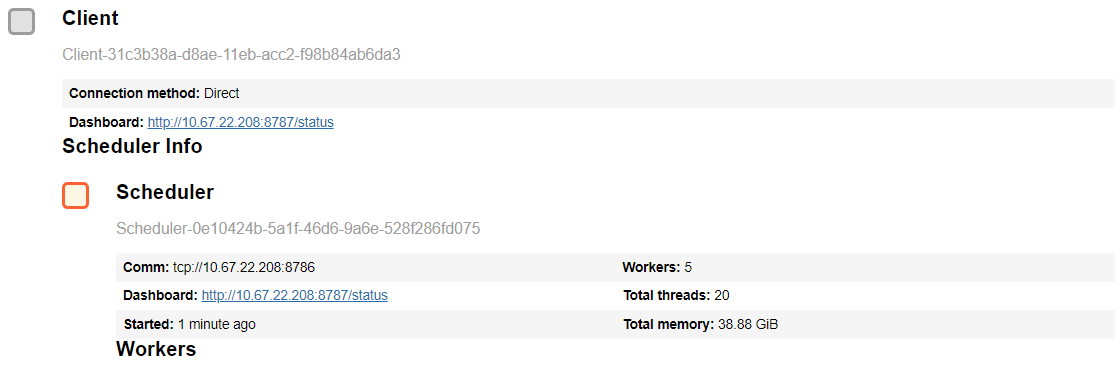 Client
Client-31c3b38a-d8ae-11eb-acc2-f98b84ab6da3
Connection method: Direct
Dashboard: http://10.67.22.208:8787/status
Scheduler Info
Scheduler
Scheduler-0e10424b-5a1f-46d6-9a6e-528f286fd075
Comm: tcp://10.67.22.208:8786 Workers: 5
Dashboard: http://10.67.22.208:8787/status Total threads: 20
Started: 1 minute ago Total memory: 38.88 GiB
Workers